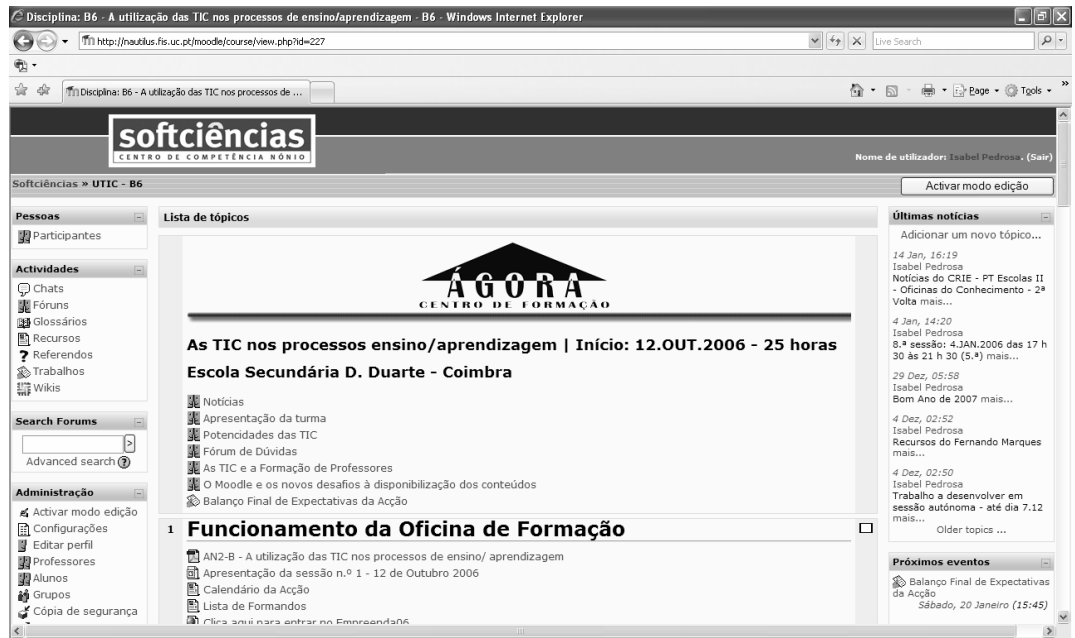 Disciplina: B6 - A utilização das TIC nos processos de ensino/aprendizagem - B6 - Windows Internet Explorer
http://nautilus.fis.uc.pt/moodle/course/view.php?id=227
Live Search
Disciplina: B6 - A utilização das TIC nos processos de ...
Page
Tools
softciências
CENTRO DE COMPETÊNCIA NÓNIO
Nome de utilizador: Isabel Pedrosa. (Sair)
Softciências » UTIC - B6
Activar modo edição
Pessoas
Participantes
Actividades
Chats
Fóruns
Glossários
Recursos
Referendos
Trabalhos
Wikis
Search Forums
>
Advanced search
Administração
Activar modo edição
Configurações
Editar perfil
Professores
Alunos
Grupos
Cópia de segurança
Lista de tópicos
ÁGORA
CENTRO DE FORMAÇÃO
As TIC nos processos ensino/aprendizagem | Início: 12.OUT.2006 - 25 horas
Escola Secundária D. Duarte - Coimbra
Notícias
Apresentação da turma
Potencidades das TIC
Fórum de Dúvidas
As TIC e a Formação de Professores
O Moodle e os novos desafios à disponibilização dos conteúdos
Balanço Final de Expectativas da Acção
1 Funcionamento da Oficina de Formação
AN2-B - A utilização das TIC nos processos de ensino/ aprendizagem
Apresentação da sessão n.º 1 - 12 de Outubro 2006
Calendário da Acção
Lista de Formandos
Clica aqui para entrar no Empreenda06
Últimas notícias
Adicionar um novo tópico...
14 Jan, 16:19
Isabel Pedrosa
Notícias do CRIE - PT Escolas II
- Oficinas do Conhecimento - 2ª
Volta mais...
4 Jan, 14:20
Isabel Pedrosa
8.ª sessão: 4.JAN.2006 das 17 h
30 às 21 h 30 (5.ª) mais...
29 Dez, 05:58
Isabel Pedrosa
Bom Ano de 2007 mais...
4 Dez, 02:52
Isabel Pedrosa
Recursos do Fernando Marques
mais...
4 Dez, 02:50
Isabel Pedrosa
Trabalho a desenvolver em
sessão autónoma - até dia 7.12
mais...
Older topics ...
Próximos eventos
Balanço Final de Expectativas
da Acção
Sábado, 20 Janeiro (15:45)